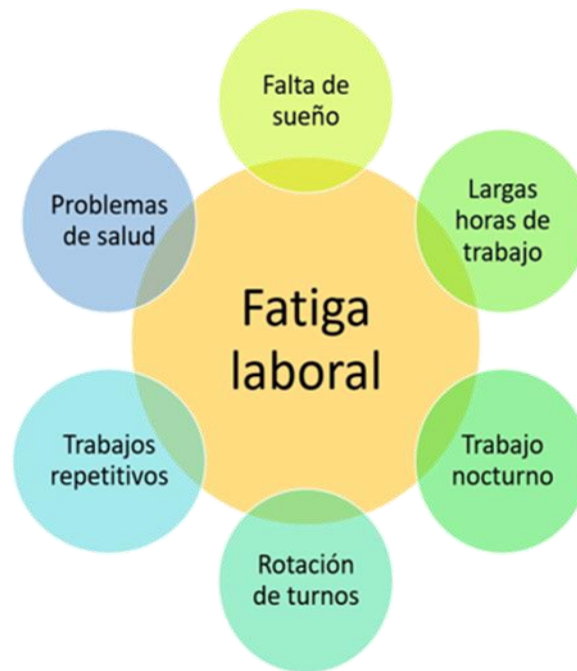 Falta de
sueño
Largas
horas de
trabajo
Problemas
de salud
Fatiga
laboral
Trabajos
repetitivos
Trabajo
nocturno
Rotación
de turnos